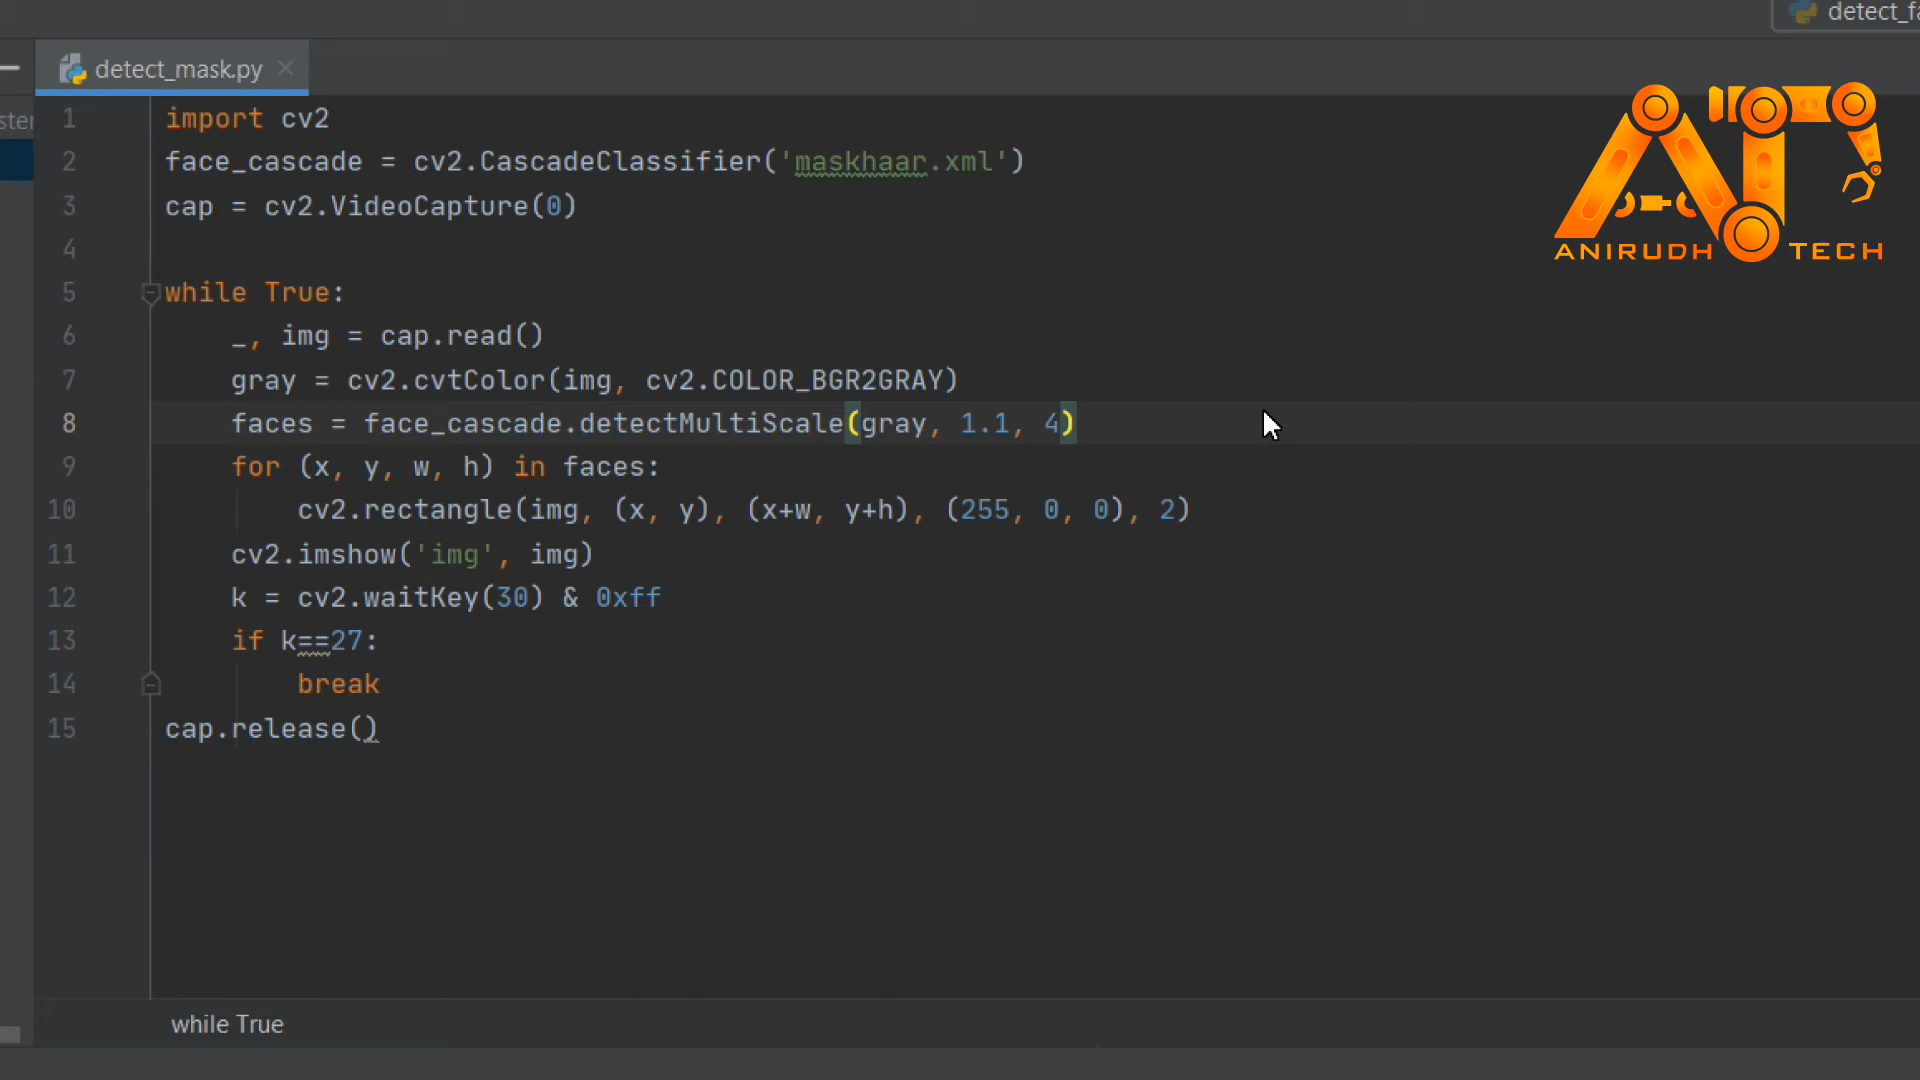 detect_fa
detect_mask.py
ster
1 import cv2
2 face_cascade = cv2.CascadeClassifier('maskhaar.xml')
3 cap = cv2.VideoCapture(0)
4
5 while True:
6 _, img = cap.read()
7 gray = cv2.cvtColor(img, cv2.COLOR_BGR2GRAY)
8 faces = face_cascade.detectMultiScale(gray, 1.1, 4)
9 for (x, y, w, h) in faces:
10 cv2.rectangle(img, (x, y), (x+w, y+h), (255, 0, 0), 2)
11 cv2.imshow('img', img)
12 k = cv2.waitKey(30) & 0xff
13 if k==27:
14 break
15 cap.release()
ANIRUDH TECH
while True